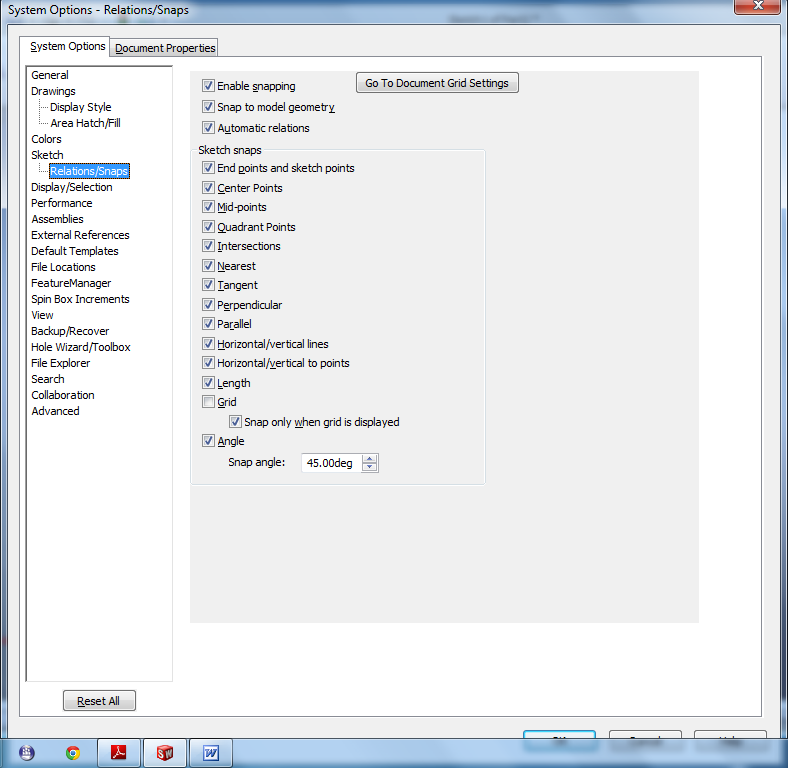 System Options - Relations/Snaps
System Options
Document Properties
General
Drawings
Display Style
Area Hatch/Fill
Colors
Sketch
Relations/Snaps
Display/Selection
Performance
Assemblies
External References
Default Templates
File Locations
FeatureManager
Spin Box Increments
View
Backup/Recover
Hole Wizard/Toolbox
File Explorer
Search
Collaboration
Advanced
Reset All
Enable snapping
Go To Document Grid Settings
Snap to model geometry
Automatic relations
Sketch snaps
End points and sketch points
Center Points
Mid-points
Quadrant Points
Intersections
Nearest
Tangent
Perpendicular
Parallel
Horizontal/vertical lines
Horizontal/vertical to points
Length
Grid
Snap only when grid is displayed
Angle
Snap angle:
45.00deg
SW
W